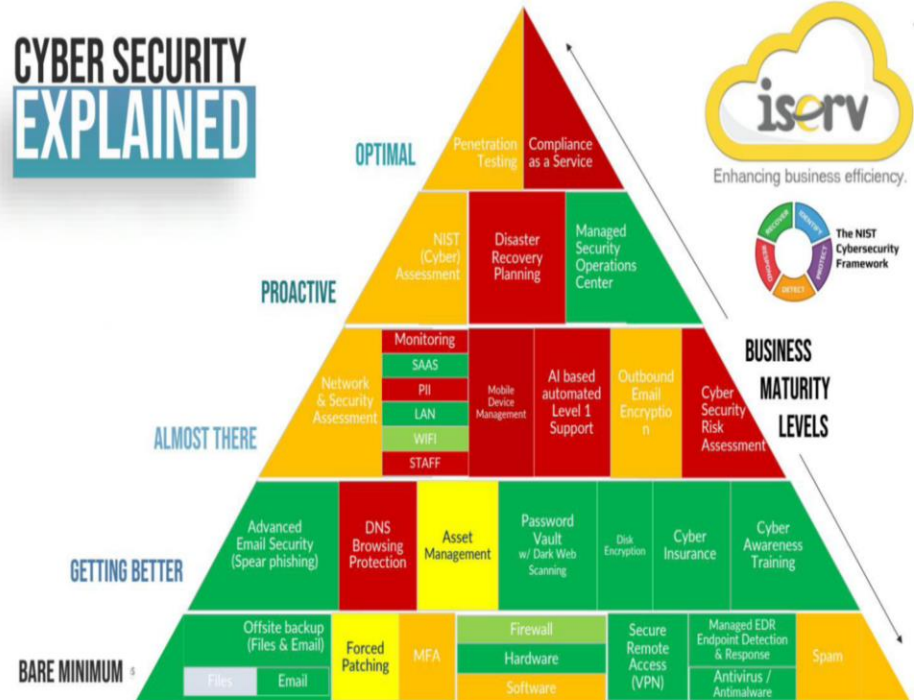 CYBER SECURITY
EXPLAINED
iserv
Enhancing business efficiency.
RECOVER
IDENTIFY
PROTECT
DETECT
RESPOND
The NIST
Cybersecurity
Framework
BUSINESS
MATURITY
LEVELS
OPTIMAL
Penetration
Testing
Compliance
as a Service
PROACTIVE
NIST
(Cyber)
Assessment
Disaster
Recovery
Planning
Managed
Security
Operations
Center
ALMOST THERE
Network
& Security
Assessment
Monitoring
SAAS
PII
LAN
WIFI
STAFF
Mobile
Device
Management
AI based
automated
Level 1
Support
Outbound
Email
Encryptio
n
Cyber
Security
Risk
Assessment
GETTING BETTER
Advanced
Email Security
(Spear phishing)
DNS
Browsing
Protection
Asset
Management
Password
Vault
w/ Dark Web
Scanning
Disk
Encryption
Cyber
Insurance
Cyber
Awareness
Training
BARE MINIMUM
Offsite backup
(Files & Email)
Files
Email
Forced
Patching
MFA
Firewall
Hardware
Software
Secure
Remote
Access
(VPN)
Managed EDR
Endpoint Detection
& Response
Antivirus /
Antimalware
Spam